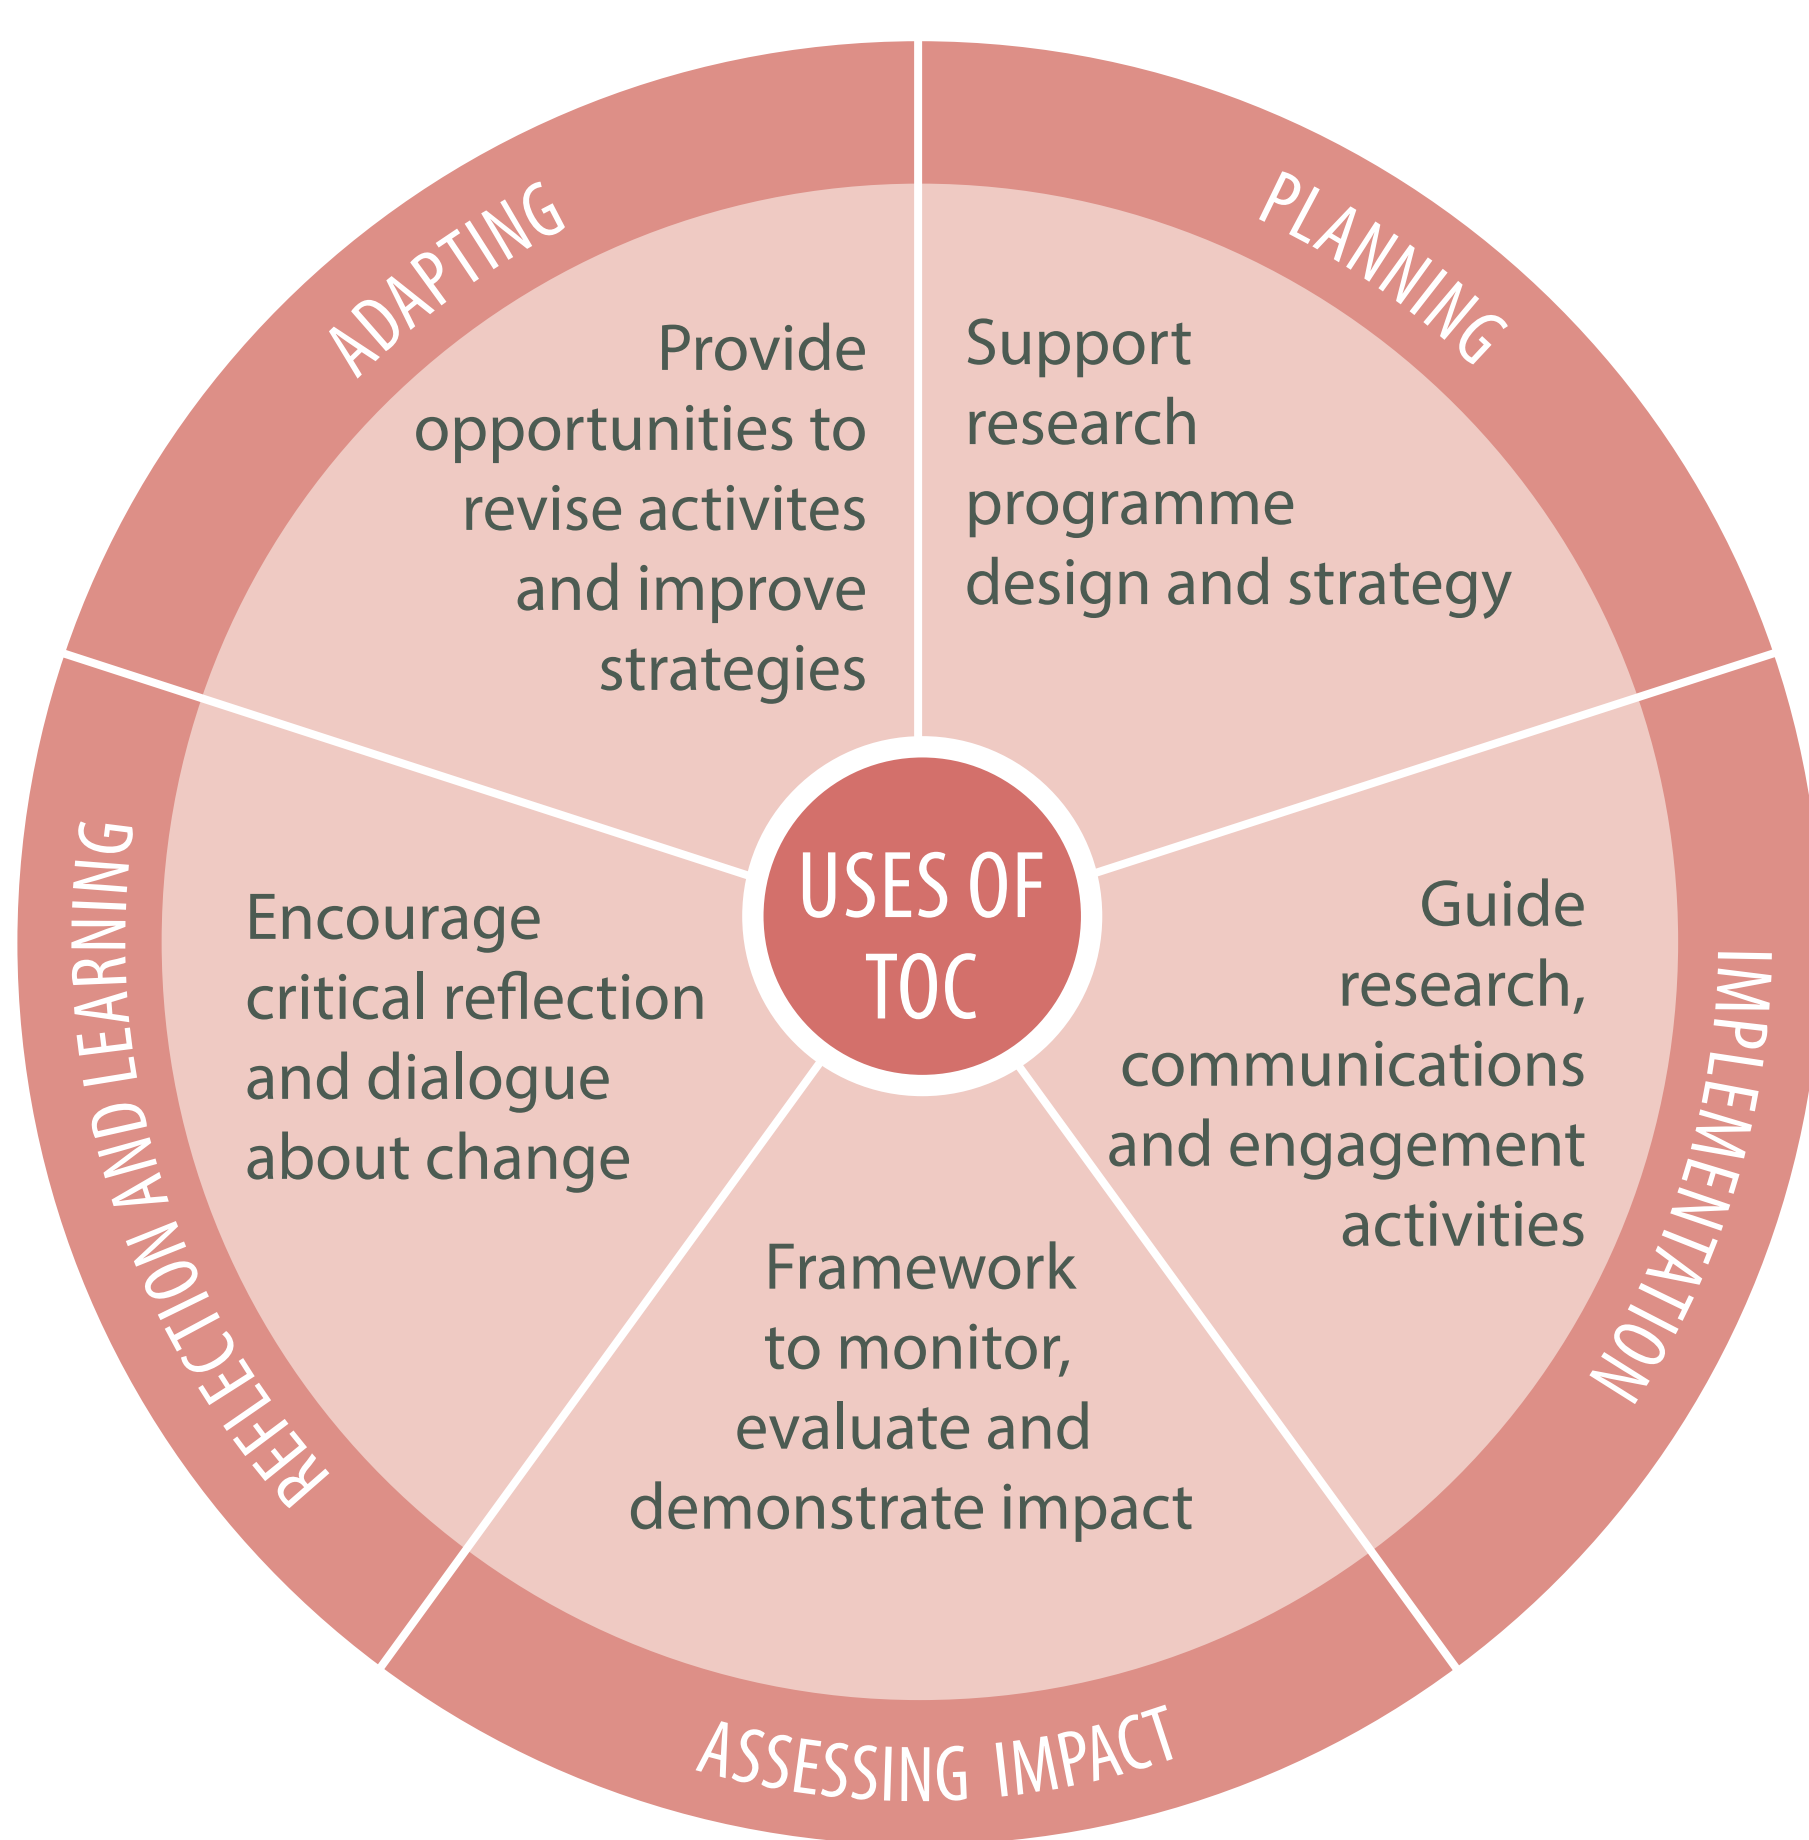 USES OF
TOC
PLANNING
Support
research
programme
design and strategy
IMPLEMENTATION
Guide
research,
communications
and engagement
activities
ASSESSING IMPACT
Framework
to monitor,
evaluate and
demonstrate impact
REFLECTION AND LEARNING
Encourage
critical reflection
and dialogue
about change
ADAPTING
Provide
opportunities to
revise activites
and improve
strategies